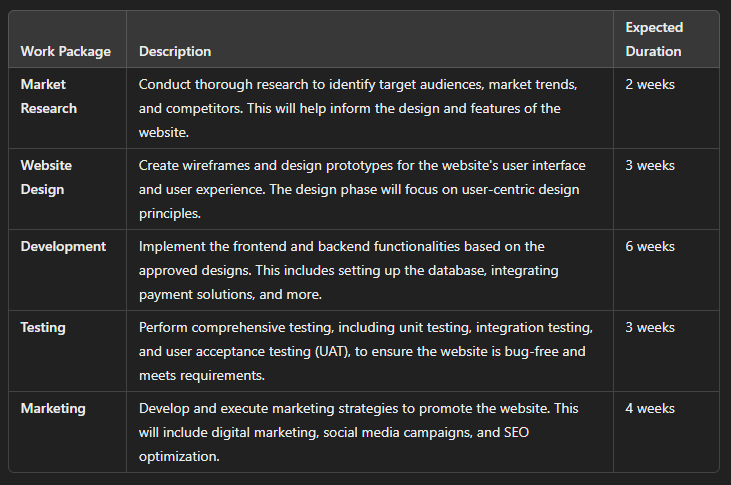 Work Package Description Expected Duration
Market Research
Conduct thorough research to identify target audiences, market trends,
and competitors. This will help inform the design and features of the
website.
2 weeks
Website Design
Create wireframes and design prototypes for the website's user interface
and user experience. The design phase will focus on user-centric design
principles.
3 weeks
Development
Implement the frontend and backend functionalities based on the
approved designs. This includes setting up the database, integrating
payment solutions, and more.
6 weeks
Testing
Perform comprehensive testing, including unit testing, integration testing,
and user acceptance testing (UAT), to ensure the website is bug-free and
meets requirements.
3 weeks
Marketing
Develop and execute marketing strategies to promote the website. This
will include digital marketing, social media campaigns, and SEO
optimization.
4 weeks